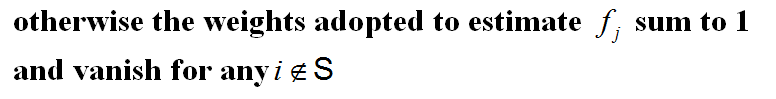 otherwise the weights adopted to estimate f_j sum to 1
and vanish for any i ∉ S